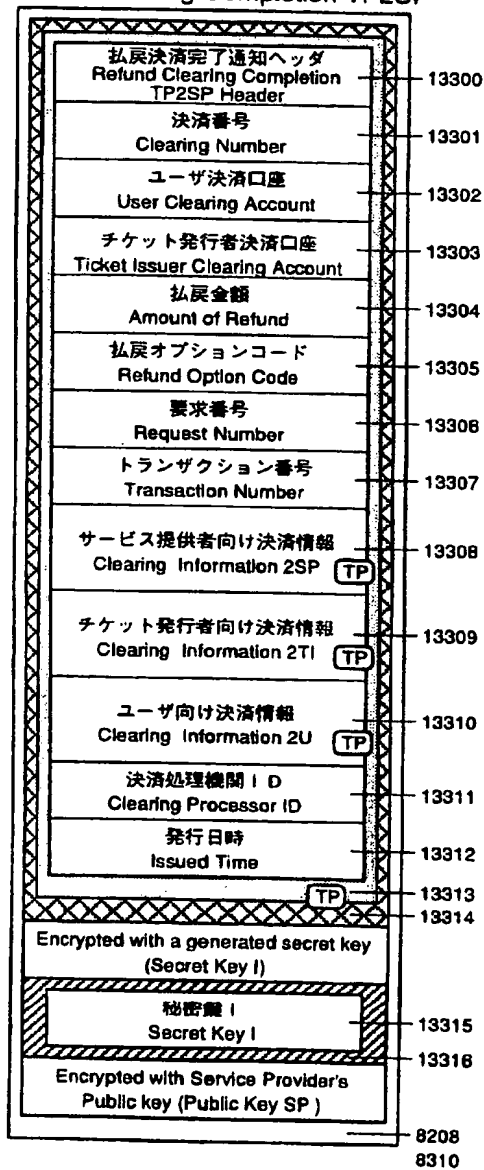 払戻決済完了通知ヘッダ
Refund Clearing Completion
TP2SP Header
13300
決済番号
Clearing Number
13301
ユーザ決済口座
User Clearing Account
13302
チケット発行者決済口座
Ticket Issuer Clearing Account
13303
払戻金額
Amount of Refund
13304
払戻オプションコード
Refund Option Code
13305
要求番号
Request Number
13306
トランザクション番号
Transaction Number
13307
サービス提供者向け決済情報
Clearing Information 2SP
TP
13308
チケット発行者向け決済情報
Clearing Information 2TI
TP
13309
ユーザ向け決済情報
Clearing Information 2U
TP
13310
決済処理機関ID
Clearing Processor ID
13311
発行日時
Issued Time
13312
TP
13313
13314
Encrypted with a generated secret key
(Secret Key I)
秘密鍵 I
Secret Key I
13315
13316
Encrypted with Service Provider's
Public key (Public Key SP )
8208
8310